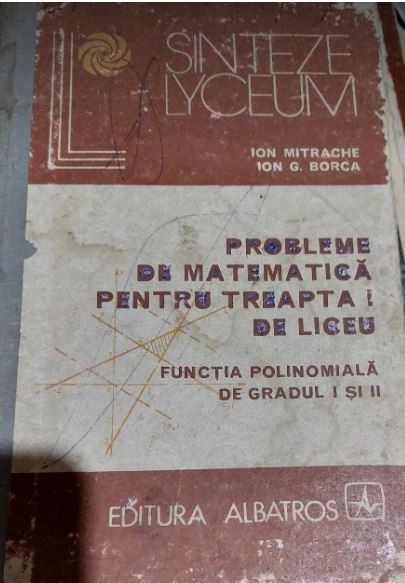 SINTEZE
LYCEUM
ION MITRACHE
ION G. BORCA
PROBLEME
DE MATEMATICĂ
PENTRU TREAPTA I
DE LICEU
FUNCȚIA POLINOMIALĂ
DE GRADUL I ȘI II
EDITURA ALBATROS